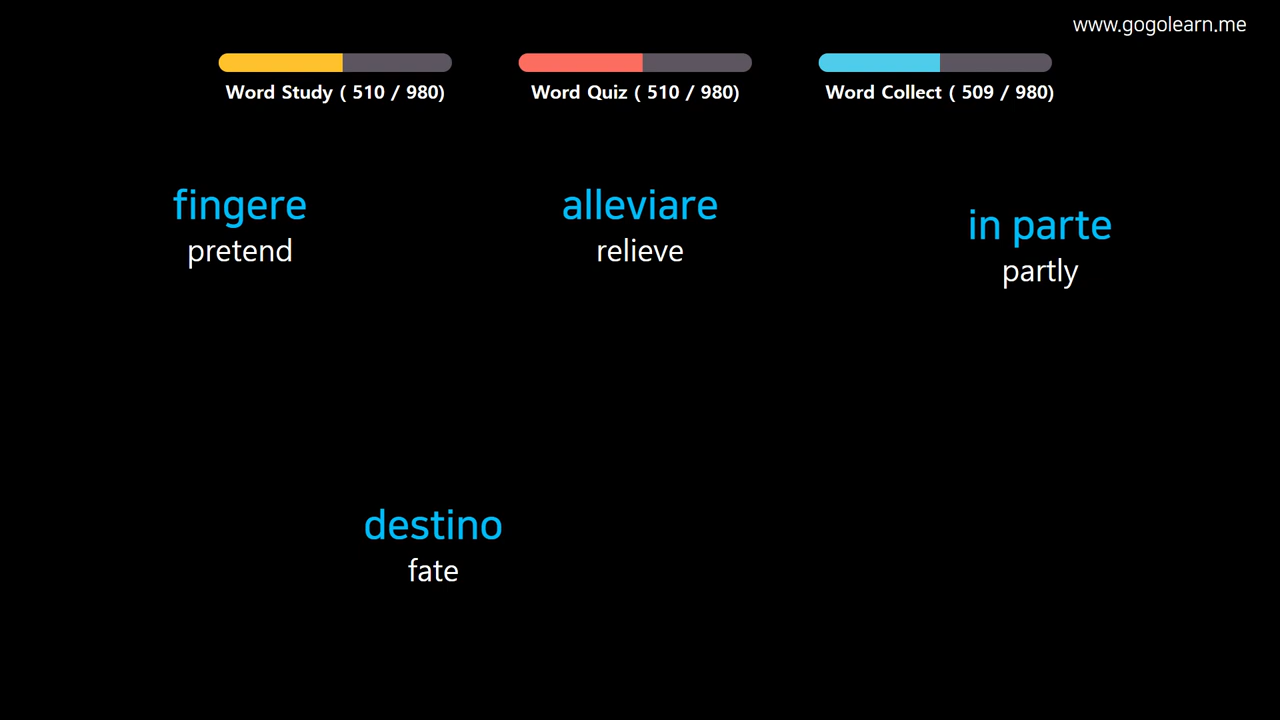 www.gogolearn.me
Word Study ( 510 / 980)
Word Quiz ( 510 / 980)
Word Collect ( 509 / 980)
fingere
pretend
alleviare
relieve
in parte
partly
destino
fate